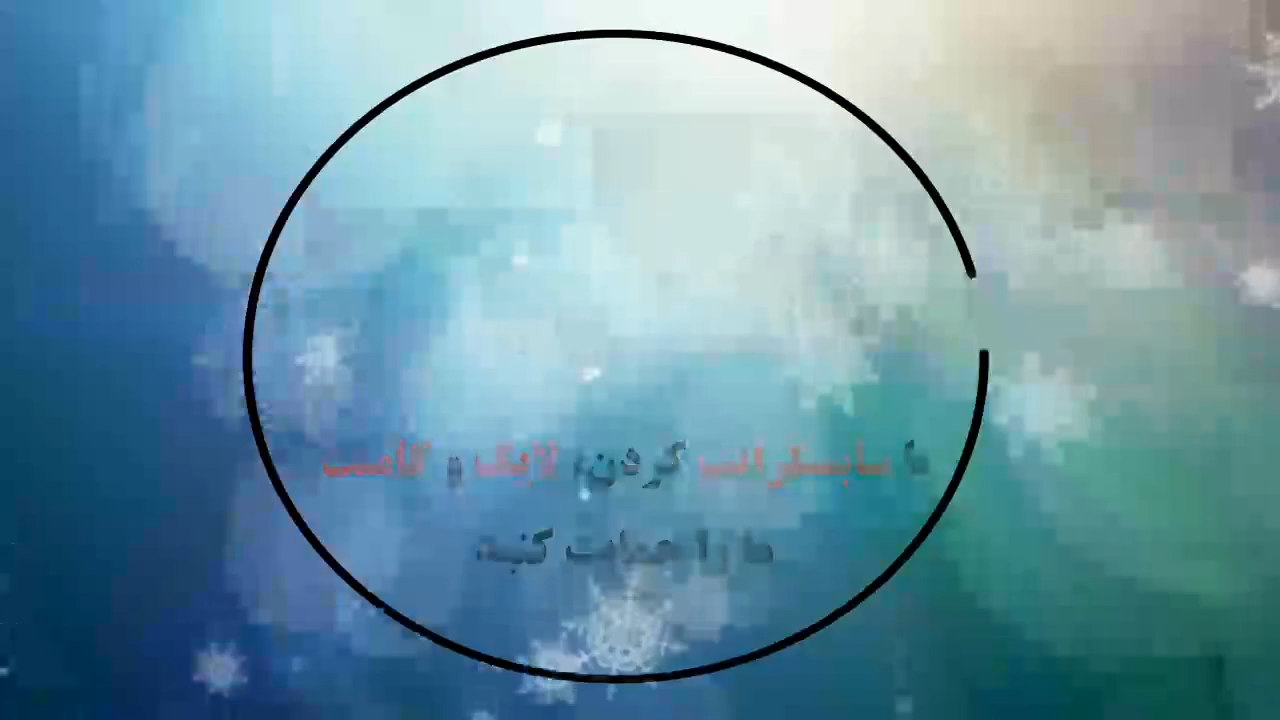 با سابسکرایب کردن، لایک و کامنت
ما را حمایت کنید